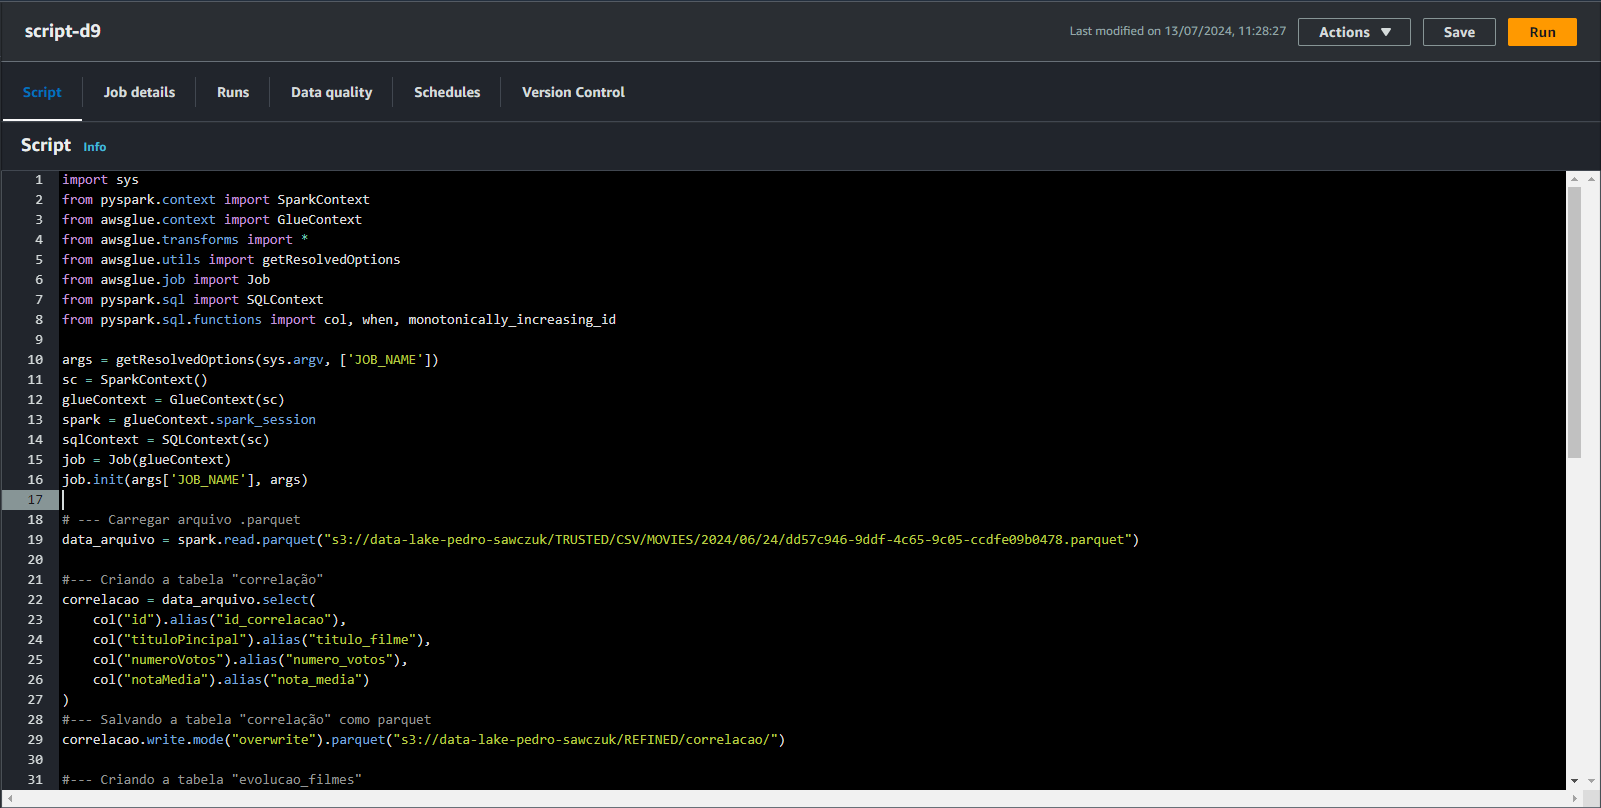 script-d9
Last modified on 13/07/2024, 11:28:27
Actions
Save
Run
Script
Job details
Runs
Data quality
Schedules
Version Control
Script Info
1 import sys
2 from pyspark.context import SparkContext
3 from awsglue.context import GlueContext
4 from awsglue.transforms import *
5 from awsglue.utils import getResolvedOptions
6 from awsglue.job import Job
7 from pyspark.sql import SQLContext
8 from pyspark.sql.functions import col, when, monotonically_increasing_id
9
10 args = getResolvedOptions(sys.argv, ['JOB_NAME'])
11 sc = SparkContext()
12 glueContext = GlueContext(sc)
13 spark = glueContext.spark_session
14 sqlContext = SQLContext(sc)
15 job = Job(glueContext)
16 job.init(args['JOB_NAME'], args)
17
18 # --- Carregar arquivo .parquet
19 data_arquivo = spark.read.parquet("s3://data-lake-pedro-sawczuk/TRUSTED/CSV/MOVIES/2024/06/24/dd57c946-9ddf-4c65-9c05-ccdfe09b0478.parquet")
20
21 #--- Criando a tabela "correlação"
22 correlacao = data_arquivo.select(
23     col("id").alias("id_correlacao"),
24     col("tituloPincipal").alias("titulo_filme"),
25     col("numeroVotos").alias("numero_votos"),
26     col("notaMedia").alias("nota_media")
27 )
28 #--- Salvando a tabela "correlação" como parquet
29 correlacao.write.mode("overwrite").parquet("s3://data-lake-pedro-sawczuk/REFINED/correlacao/")
30
31 #--- Criando a tabela "evolucao_filmes"